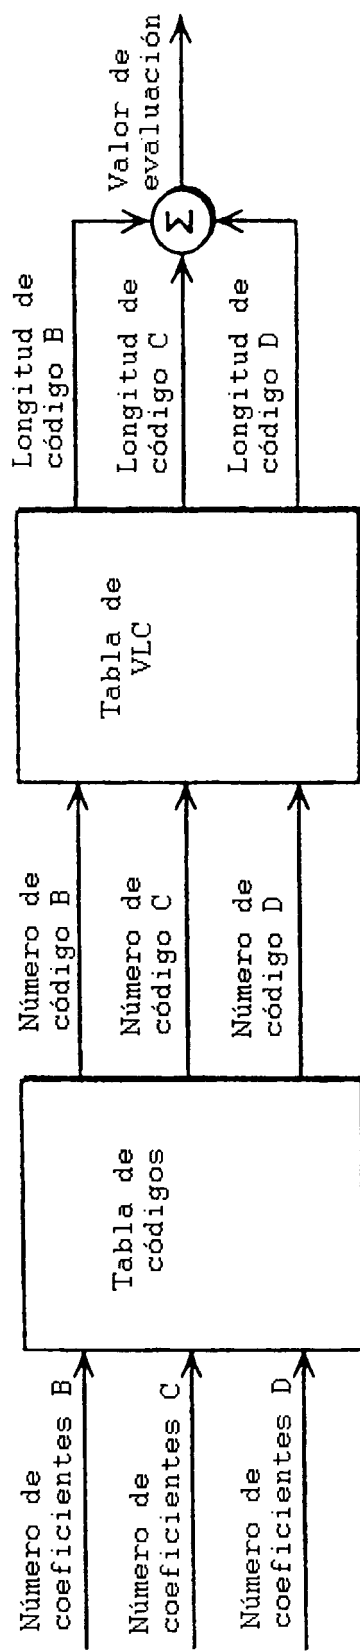 Número de
coeficientes B
Número de
coeficientes C
Número de
coeficientes D
Tabla de
códigos
Número de
código B
Número de
código C
Número de
código D
Tabla de
VLC
Longitud de
código B
Longitud de
código C
Longitud de
código D
Σ
Valor de
evaluación